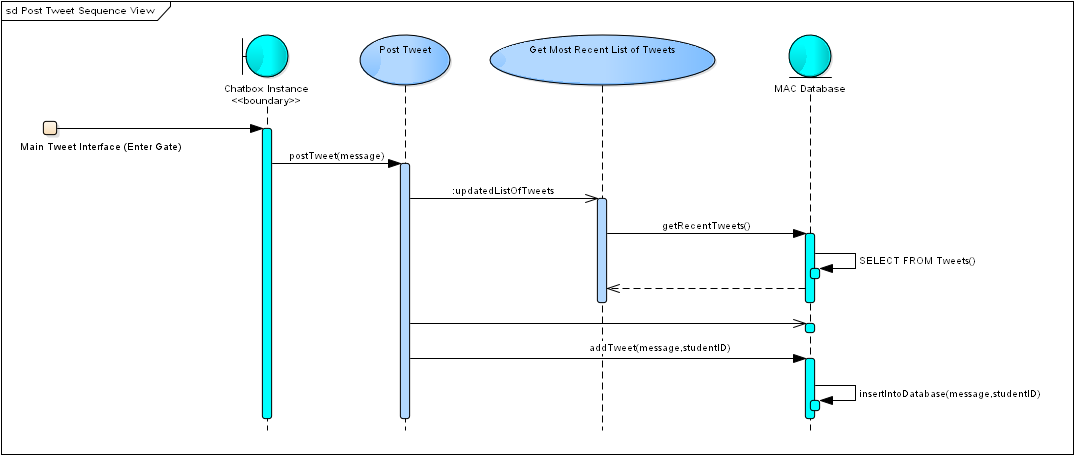 sd Post Tweet Sequence View
Post Tweet
Get Most Recent List of Tweets
Chatbox Instance
<<boundary>>
MAC Database
Main Tweet Interface (Enter Gate)
postTweet(message)
:updatedListOfTweets
getRecentTweets()
SELECT FROM Tweets()
addTweet(message,studentID)
insertIntoDatabase(message,studentID)